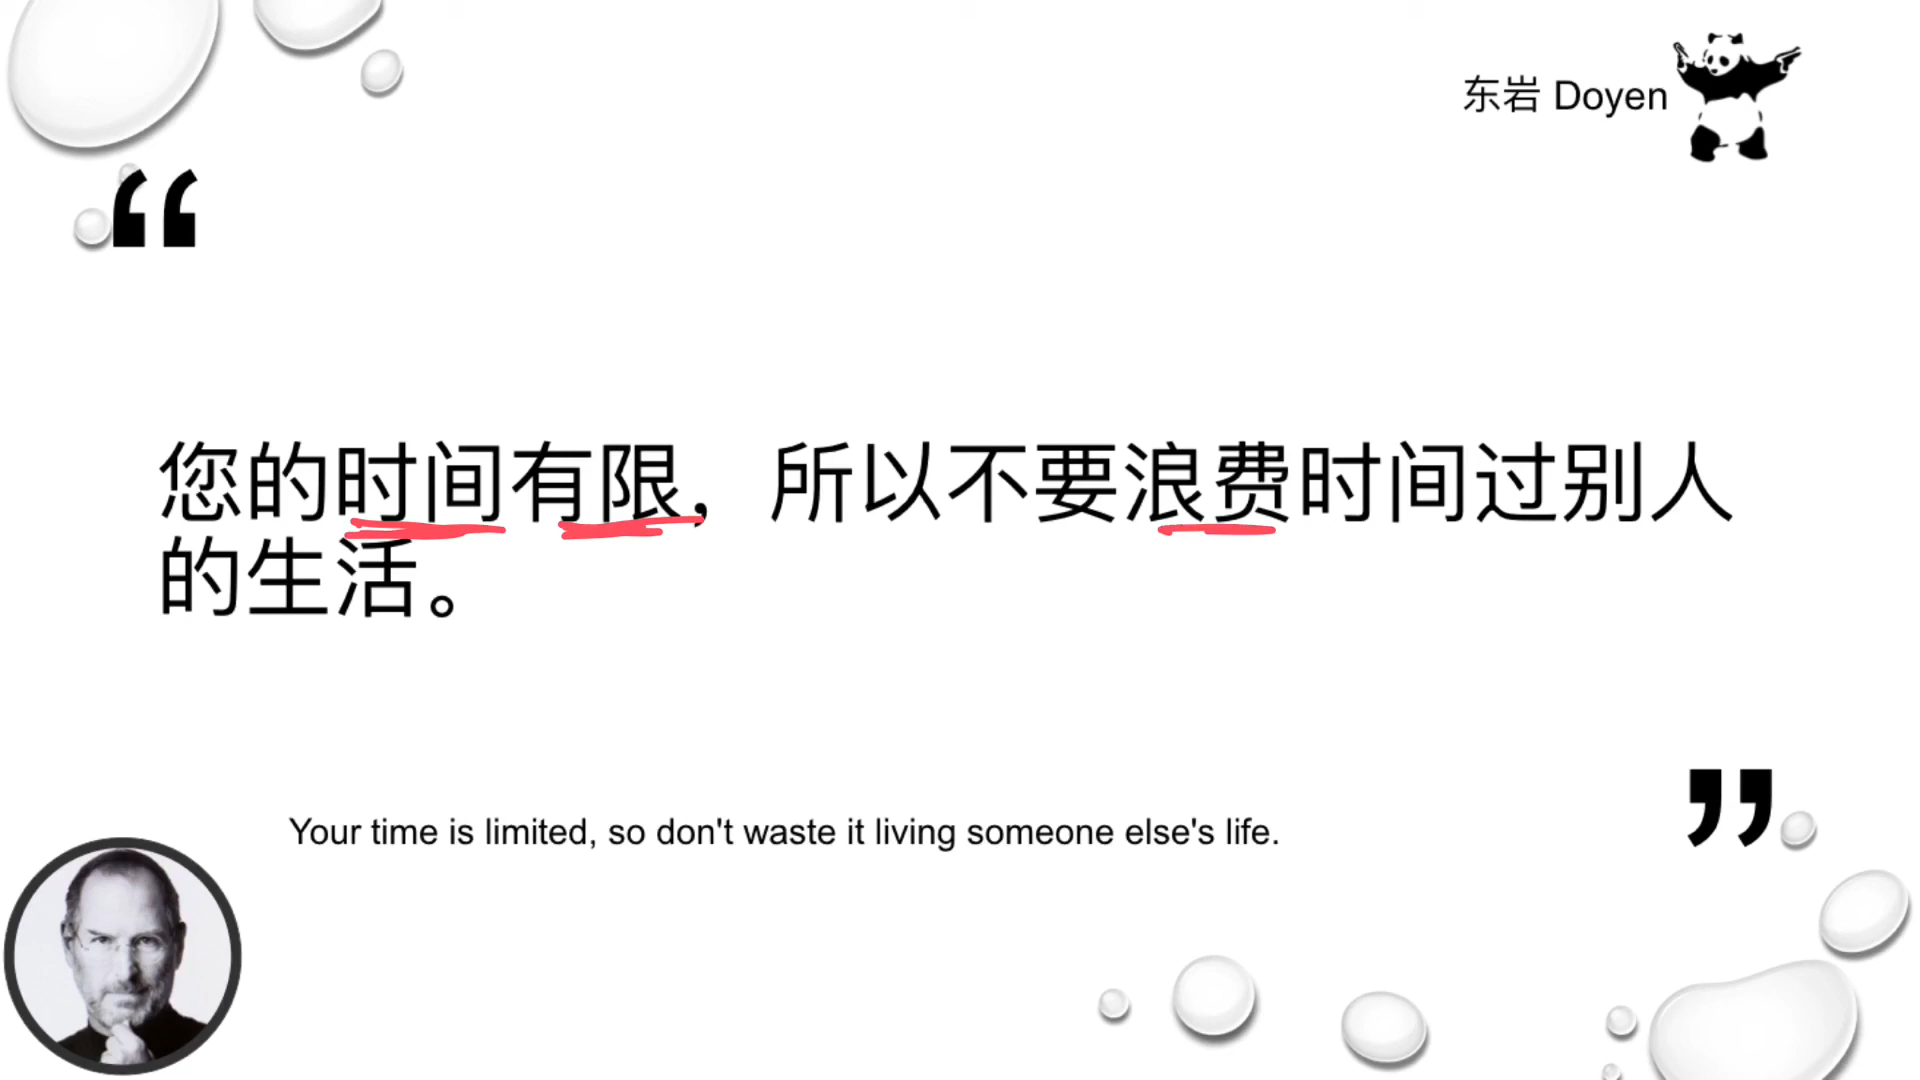 东岩 Doyen
“
您的时间有限，所以不要浪费时间过别人
的生活。
”
Your time is limited, so don't waste it living someone else's life.